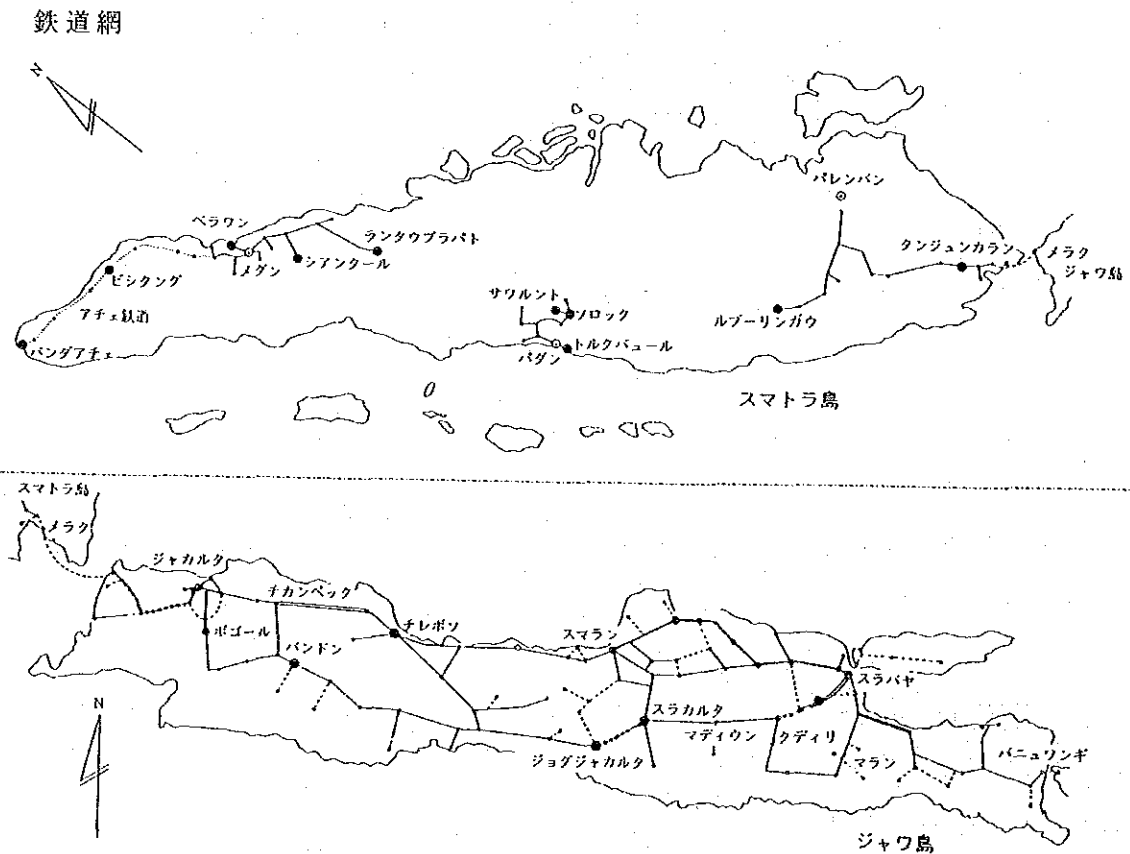 鉄道網
N
パレンバン
ベラワン
ランタウプラパト
メダン
シアンタール
タンジュンカラン
メラク
ジャワ島
ビシタング
サワルント
ソロック
アチェ鉄道
ルブーリンガウ
バンダアチェ
トルクバュール
パダン
スマトラ島
スマトラ島
メラク
ジャカルタ
チカンペック
ボゴール
チレボン
スマラン
バンドン
スラバヤ
N
スラカルタ
マディウン
クディリ
ジョグジャカルタ
マラン
バニュワンギ
ジャワ島